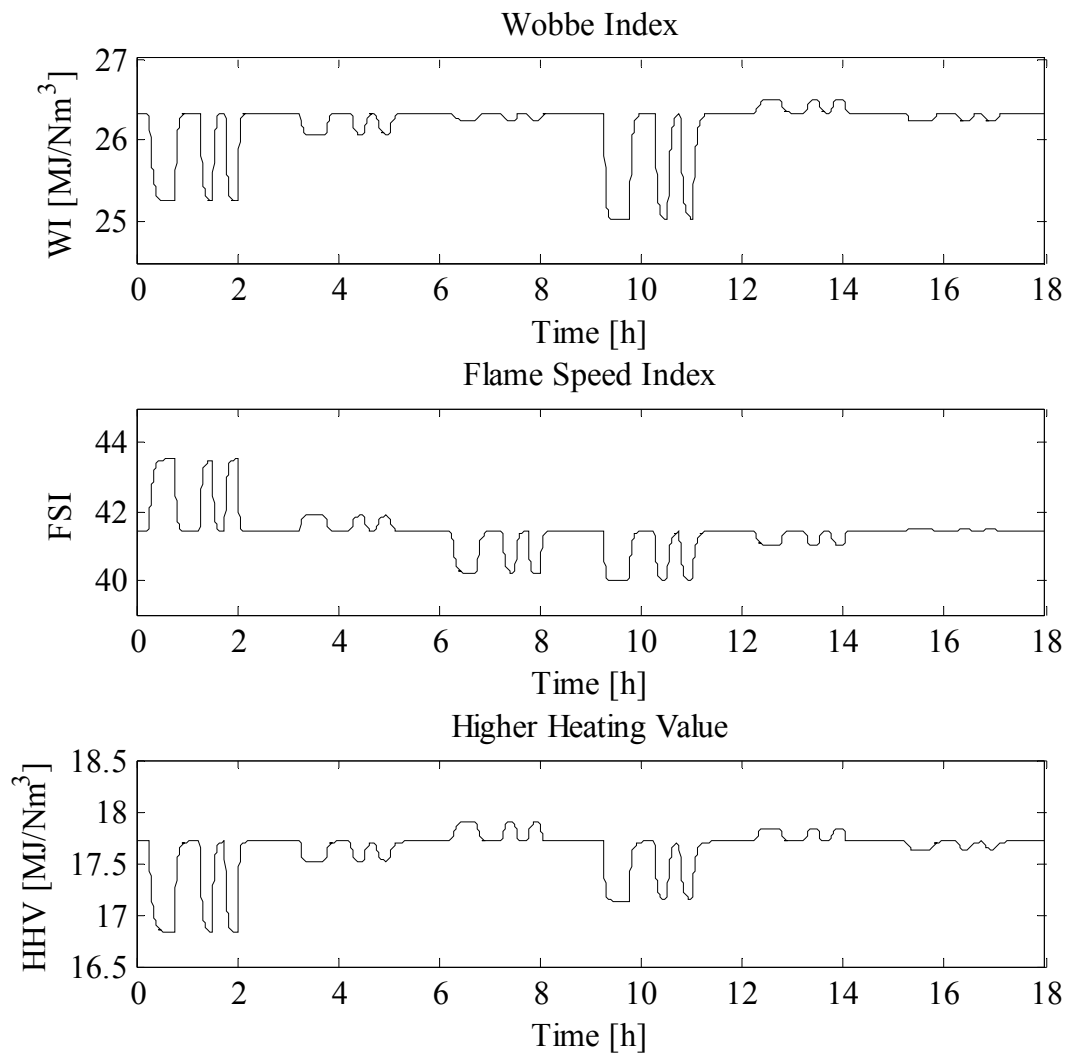 Wobbe Index
27
26
25
WI [MJ/Nm³]
0 2 4 6 8 10 12 14 16 18
Time [h]
Flame Speed Index
44
42
40
FSI
0 2 4 6 8 10 12 14 16 18
Time [h]
Higher Heating Value
18.5
18
17.5
17
16.5
HHV [MJ/Nm³]
0 2 4 6 8 10 12 14 16 18
Time [h]